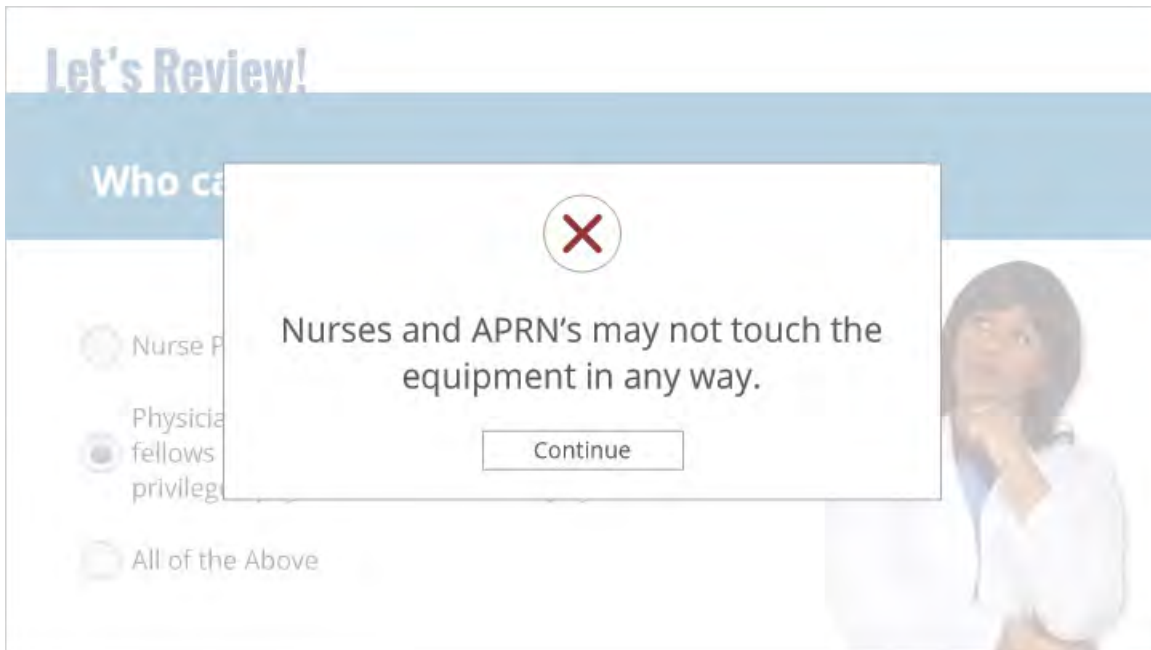 Let's Review!
Who ca
Nurses and APRN's may not touch the
equipment in any way.
Continue
Nurse P
Physicia
fellows
privileg
All of the Above